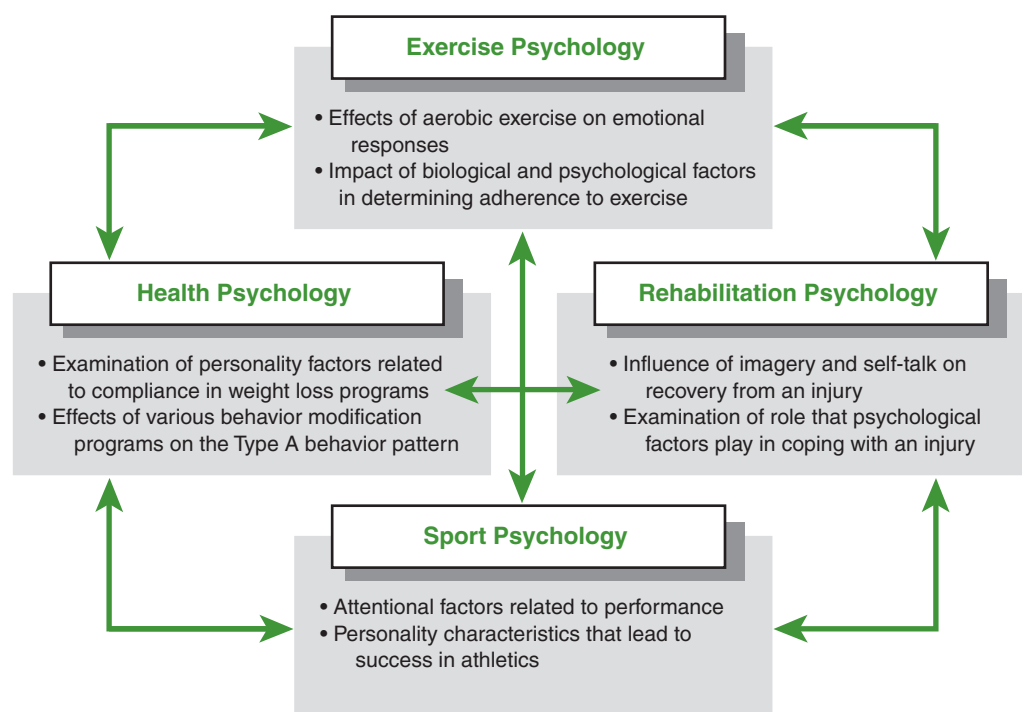 Exercise Psychology
• Effects of aerobic exercise on emotional
responses
• Impact of biological and psychological factors
in determining adherence to exercise
Health Psychology
• Examination of personality factors related
to compliance in weight loss programs
• Effects of various behavior modification
programs on the Type A behavior pattern
Rehabilitation Psychology
• Influence of imagery and self-talk on
recovery from an injury
• Examination of role that psychological
factors play in coping with an injury
Sport Psychology
• Attentional factors related to performance
• Personality characteristics that lead to
success in athletics